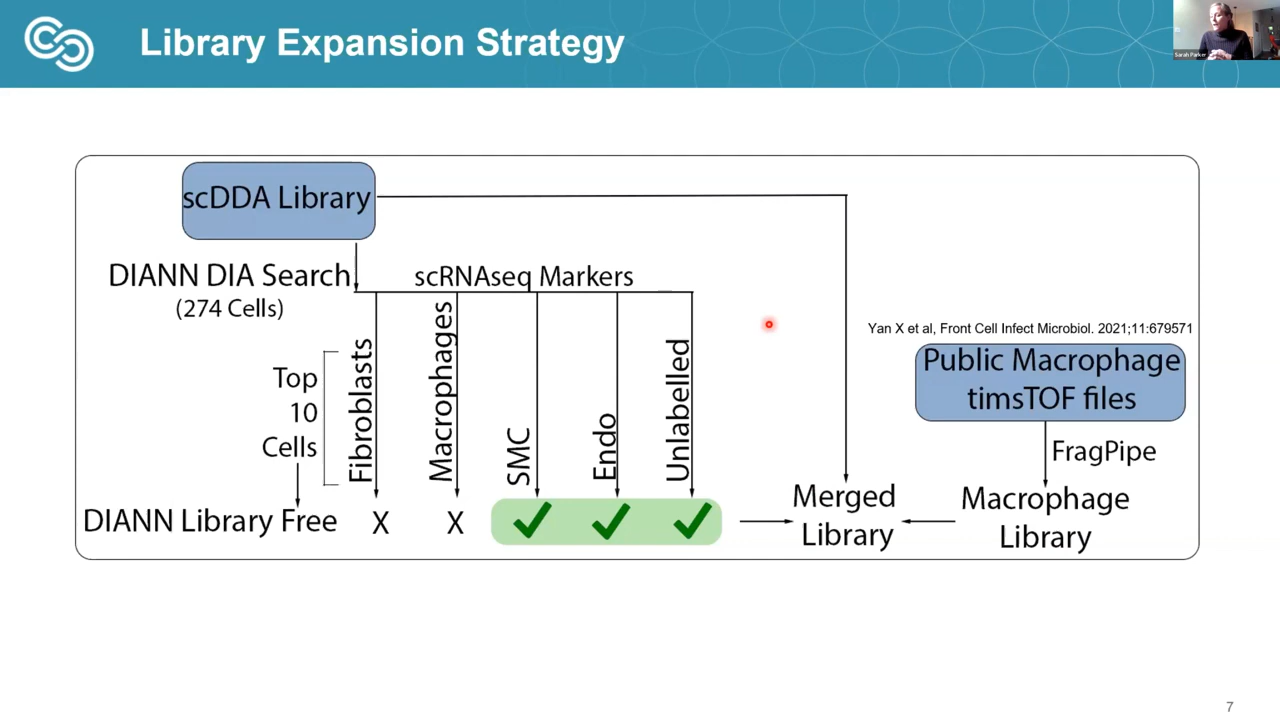 Library Expansion Strategy
Sarah Parker
scDDA Library
DIANN DIA Search
(274 Cells)
scRNAseq Markers
Top
10
Cells
Fibroblasts
Macrophages
SMC
Endo
Unlabelled
DIANN Library Free
X
X
Merged
Library
Yan X et al, Front Cell Infect Microbiol. 2021;11:679571
Public Macrophage
timsTOF files
FragPipe
Macrophage
Library
7